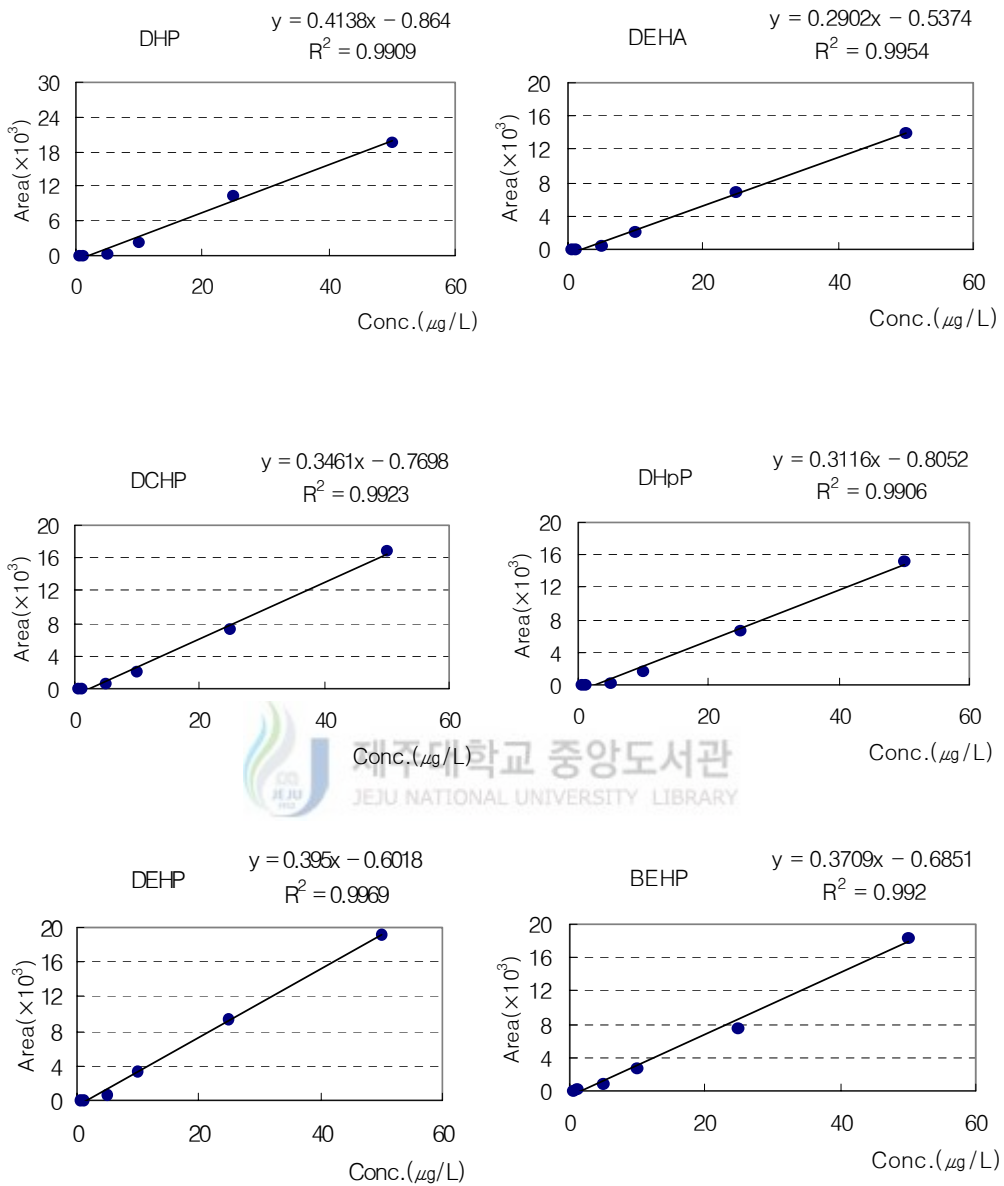 DHP
y = 0.4138x − 0.864
R² = 0.9909
30
24
18
12
6
0
Area(×10³)
0 20 40 60
Conc.(㎍/L)
DEHA
y = 0.2902x − 0.5374
R² = 0.9954
20
16
12
8
4
0
Area(×10³)
0 20 40 60
Conc.(㎍/L)
DCHP
y = 0.3461x − 0.7698
R² = 0.9923
20
16
12
8
4
0
Area(×10³)
0 20 40 60
Conc.(㎍/L)
DHpP
y = 0.3116x − 0.8052
R² = 0.9906
20
16
12
8
4
0
Area(×10³)
0 20 40 60
Conc.(㎍/L)
제주대학교 중앙도서관
JEJU NATIONAL UNIVERSITY LIBRARY
JEJU
1952
DEHP
y = 0.395x − 0.6018
R² = 0.9969
20
16
12
8
4
0
Area(×10³)
0 20 40 60
Conc.(㎍/L)
BEHP
y = 0.3709x − 0.6851
R² = 0.992
20
16
12
8
4
0
Area(×10³)
0 20 40 60
Conc.(㎍/L)